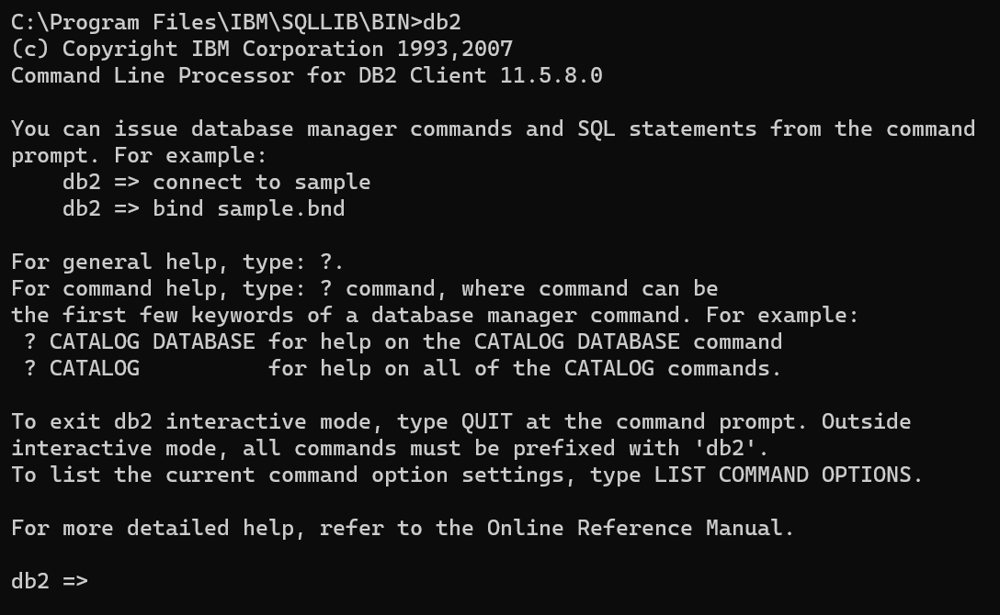 C:\Program Files\IBM\SQLLIB\BIN>db2
(c) Copyright IBM Corporation 1993,2007
Command Line Processor for DB2 Client 11.5.8.0

You can issue database manager commands and SQL statements from the command
prompt. For example:
    db2 => connect to sample
    db2 => bind sample.bnd

For general help, type: ?.
For command help, type: ? command, where command can be
the first few keywords of a database manager command. For example:
 ? CATALOG DATABASE for help on the CATALOG DATABASE command
 ? CATALOG          for help on all of the CATALOG commands.

To exit db2 interactive mode, type QUIT at the command prompt. Outside
interactive mode, all commands must be prefixed with 'db2'.
To list the current command option settings, type LIST COMMAND OPTIONS.

For more detailed help, refer to the Online Reference Manual.

db2 =>